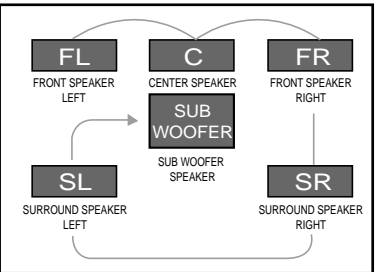 FL
C
FR
FRONT SPEAKER
LEFT
CENTER SPEAKER
FRONT SPEAKER
RIGHT
SUB
WOOFER
SUB WOOFER
SPEAKER
SL
SR
SURROUND SPEAKER
LEFT
SURROUND SPEAKER
RIGHT